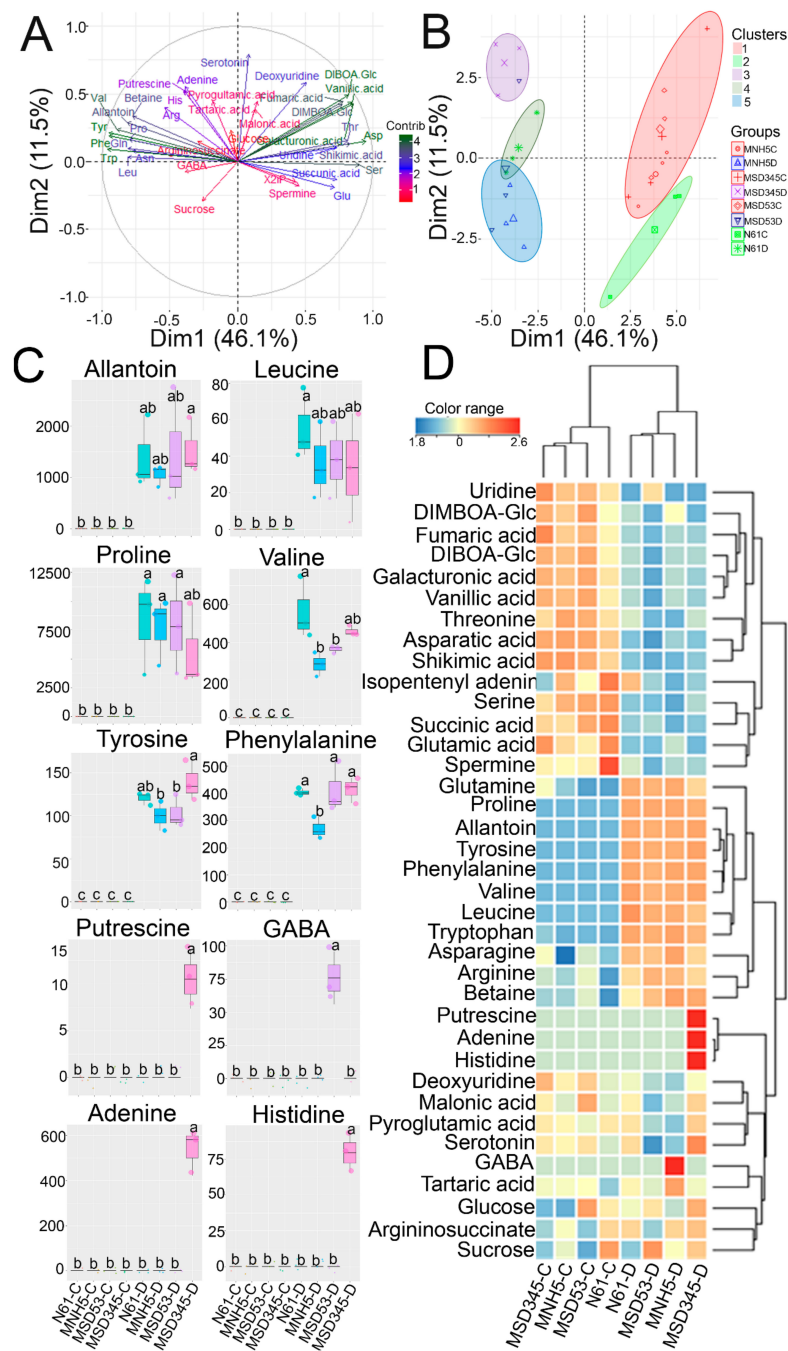 A
Serotonin
Deoxyuridine
DIBOA.Glc
Putrescine
Adenine
Vanilic.acid
Pyrogultamic.acid
Fumaric.acid
Val
Betaine
His
Tartaric.acid
DIMBOA.Glc
Allantoin
Arg
Malonic.acid
Tyr
Pro
Glucose
Thr
Phe
Gln
Argininosuccinate
Galacturonic.acid
Asp
Trp
Asn
Uridine
Shikimic.acid
GABA
Leu
Succunic.acid
Ser
X2iP
Glu
Spermine
Sucrose
Contrib
4
3
2
1
1.0
0.5
0.0
-0.5
-1.0
Dim2 (11.5%)
-1.0
-0.5
0.0
0.5
1.0
Dim1 (46.1%)
B
2.5
0.0
-2.5
Dim2 (11.5%)
-5.0
-2.5
0.0
2.5
5.0
Dim1 (46.1%)
Clusters
1
2
3
4
5
Groups
MNH5C
MNH5D
MSD345C
MSD345D
MSD53C
MSD53D
N61C
N61D
C
Allantoin
2000
1000
0
b b b b ab ab ab a
Leucine
80
60
40
20
0
b b b b a ab ab ab
Proline
12500
7500
2500
0
b b b b a a a ab
Valine
600
400
200
0
c c c c a b b ab
Tyrosine
150
100
50
0
c c c c ab b b a
Phenylalanine
500
400
300
200
100
0
c c c c a b a a
Putrescine
15
10
5
0
b b b b b b b a
GABA
100
75
50
25
0
b b b b b b a b
Adenine
600
400
200
0
b b b b b b b a
Histidine
75
50
25
0
b b b b b b b a
N61-C
MNH5-C
MSD53-C
MSD345-C
N61-D
MNH5-D
MSD53-D
MSD345-D
N61-C
MNH5-C
MSD53-C
MSD345-C
N61-D
MNH5-D
MSD53-D
MSD345-D
D
Color range
1.8
0
2.6
Uridine
DIMBOA-Glc
Fumaric acid
DIBOA-Glc
Galacturonic acid
Vanillic acid
Threonine
Asparatic acid
Shikimic acid
Isopentenyl adenin
Serine
Succinic acid
Glutamic acid
Spermine
Glutamine
Proline
Allantoin
Tyrosine
Phenylalanine
Valine
Leucine
Tryptophan
Asparagine
Arginine
Betaine
Putrescine
Adenine
Histidine
Deoxyuridine
Malonic acid
Pyroglutamic acid
Serotonin
GABA
Tartaric acid
Glucose
Argininosuccinate
Sucrose
MSD345-C
MNH5-C
MSD53-C
N61-C
N61-D
MSD53-D
MNH5-D
MSD345-D